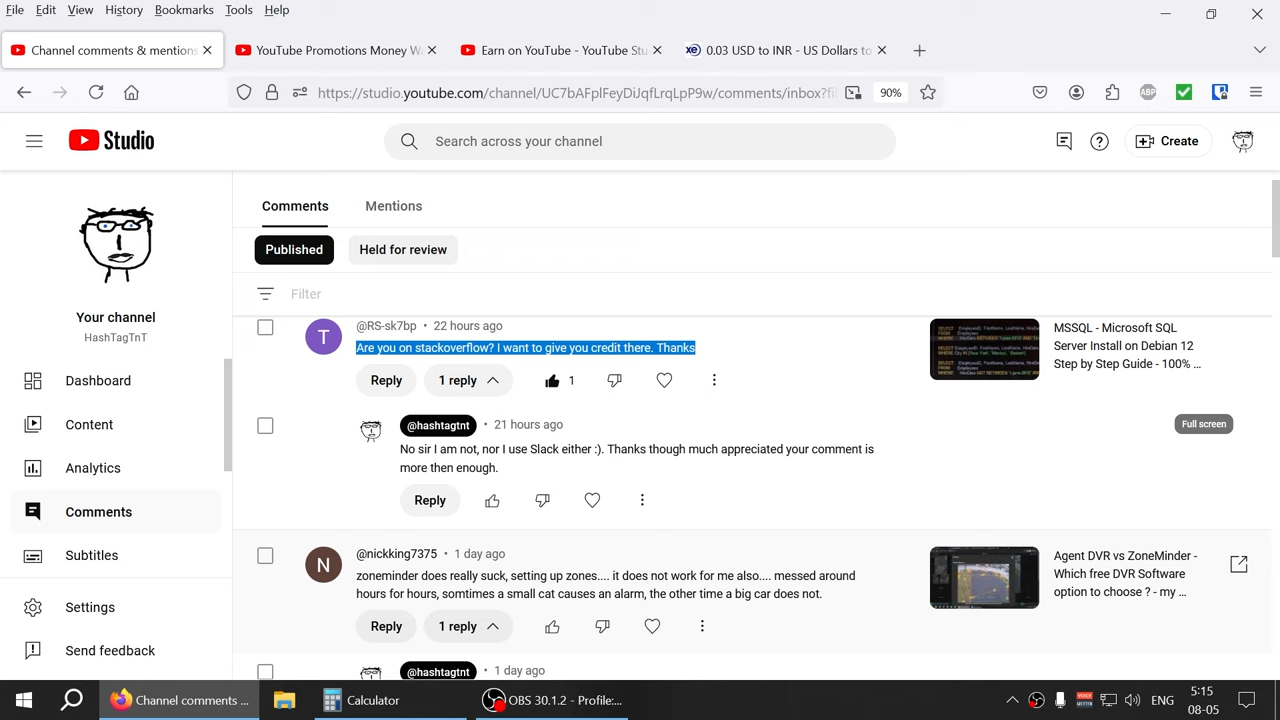 File Edit View History Bookmarks Tools Help
Channel comments & mentions
YouTube Promotions Money W
Earn on YouTube - YouTube Stu
xe 0.03 USD to INR - US Dollars to
https://studio.youtube.com/channel/UC7bAFplFeyDiJqfLrqLpP9w/comments/inbox?fi
90%
ABP
Studio
Search across your channel
Create
Your channel
HashTagTnT
Dashboard
Content
Analytics
Comments
Subtitles
Settings
Send feedback
Comments Mentions
Published Held for review
Filter
T
@RS-sk7bp • 22 hours ago
Are you on stackoverflow? I want to give you credit there. Thanks
Reply 1 reply
MSSQL - Microsoft SQL
Server Install on Debian 12
Step by Step Guide - 100% ...
@hashtagtnt • 21 hours ago
No sir I am not, nor I use Slack either :). Thanks though much appreciated your comment is
more then enough.
Reply
Full screen
N
@nickking7375 • 1 day ago
zoneminder does really suck, setting up zones.... it does not work for me also.... messed around
hours for hours, somtimes a small cat causes an alarm, the other time a big car does not.
Reply 1 reply
Agent DVR vs ZoneMinder -
Which free DVR Software
option to choose ? - my ...
@hashtagtnt • 1 day ago
Channel comments ...
Calculator
OBS 30.1.2 - Profile:...
ENG
5:15
08-05